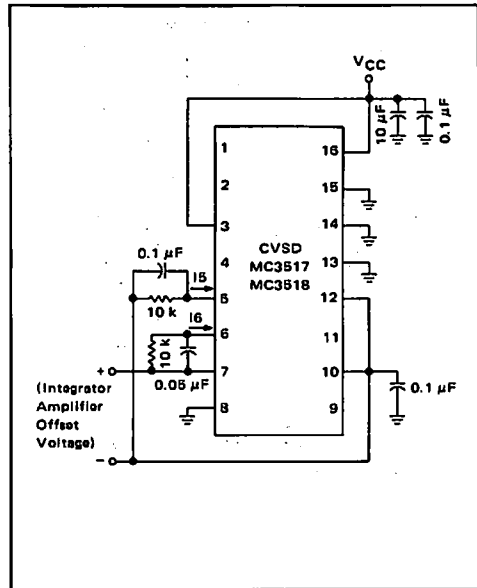 VCC
10 µF
0.1 µF
1
2
3
4
5
6
7
8
16
15
14
13
12
11
10
9
CVSD
MC3517
MC3518
0.1 µF
I5
10 k
I6
10 k
0.05 µF
+
(Integrator
Amplifier
Offset
Voltage)
–
0.1 µF